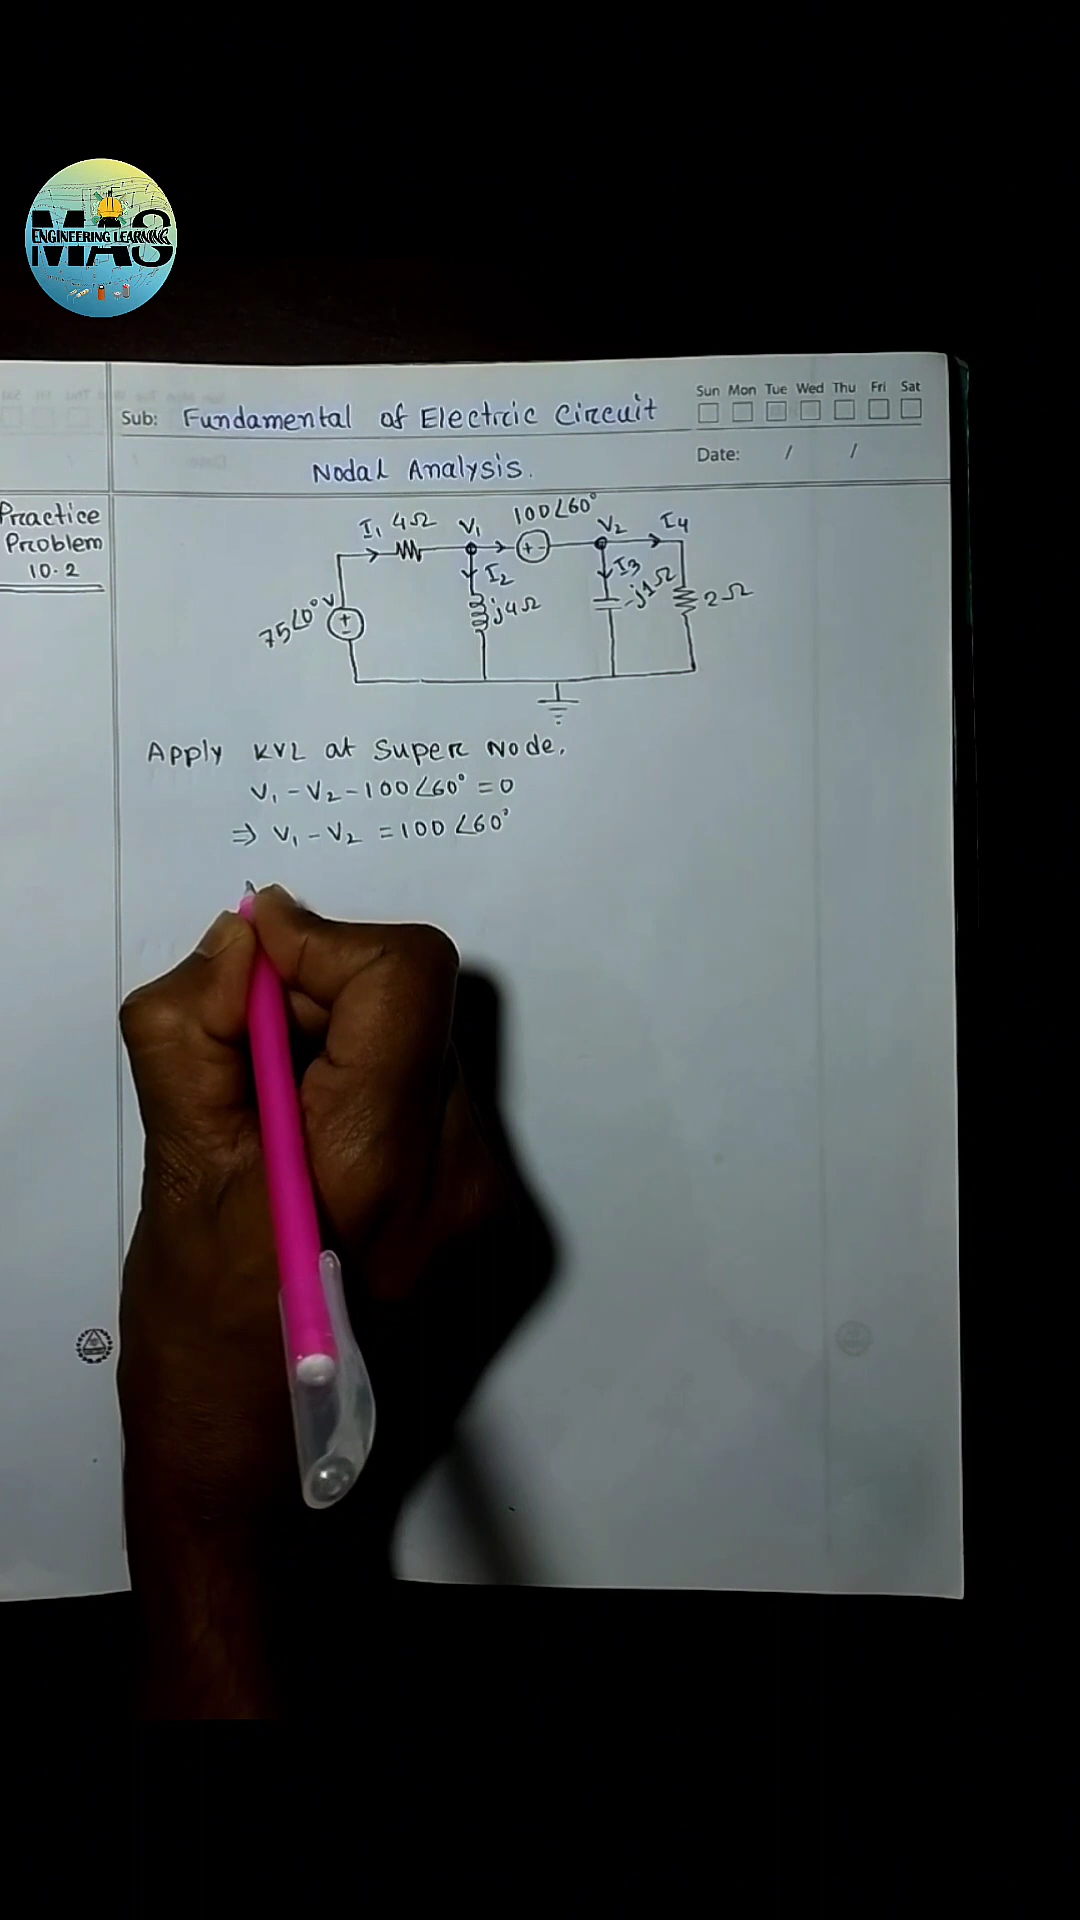 MAS
ENGINEERING LEARNING
Sun Mon Tue Wed Thu Fri Sat
Sub: Fundamental of Electric Circuit
Nodal Analysis.
Date: / /
Practice
Problem
10.2
I₁ 4Ω V₁ 100∠60° V₂ I₄
I₂ I₃
75∠0° V j4Ω -j1Ω 2Ω
+ -
Apply KVL at Super Node.
V₁ - V₂ - 100∠60° = 0
⇒ V₁ - V₂ = 100∠60°